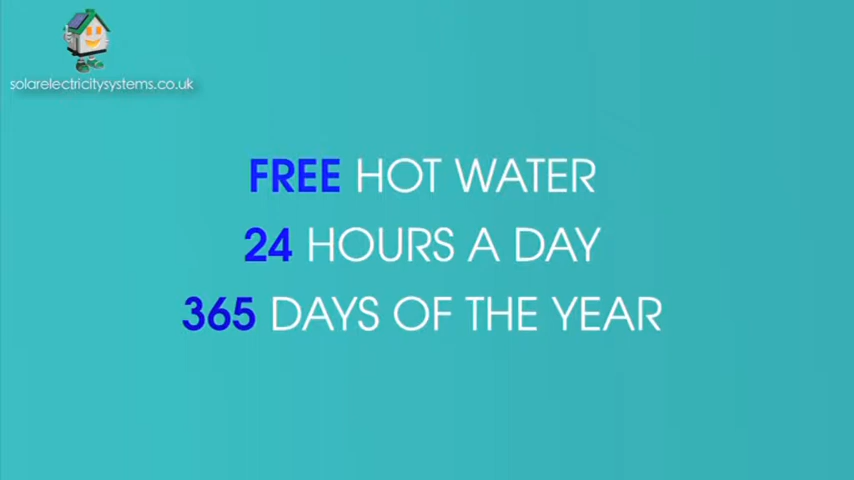 solarelectricitysystems.co.uk
FREE HOT WATER
24 HOURS A DAY
365 DAYS OF THE YEAR